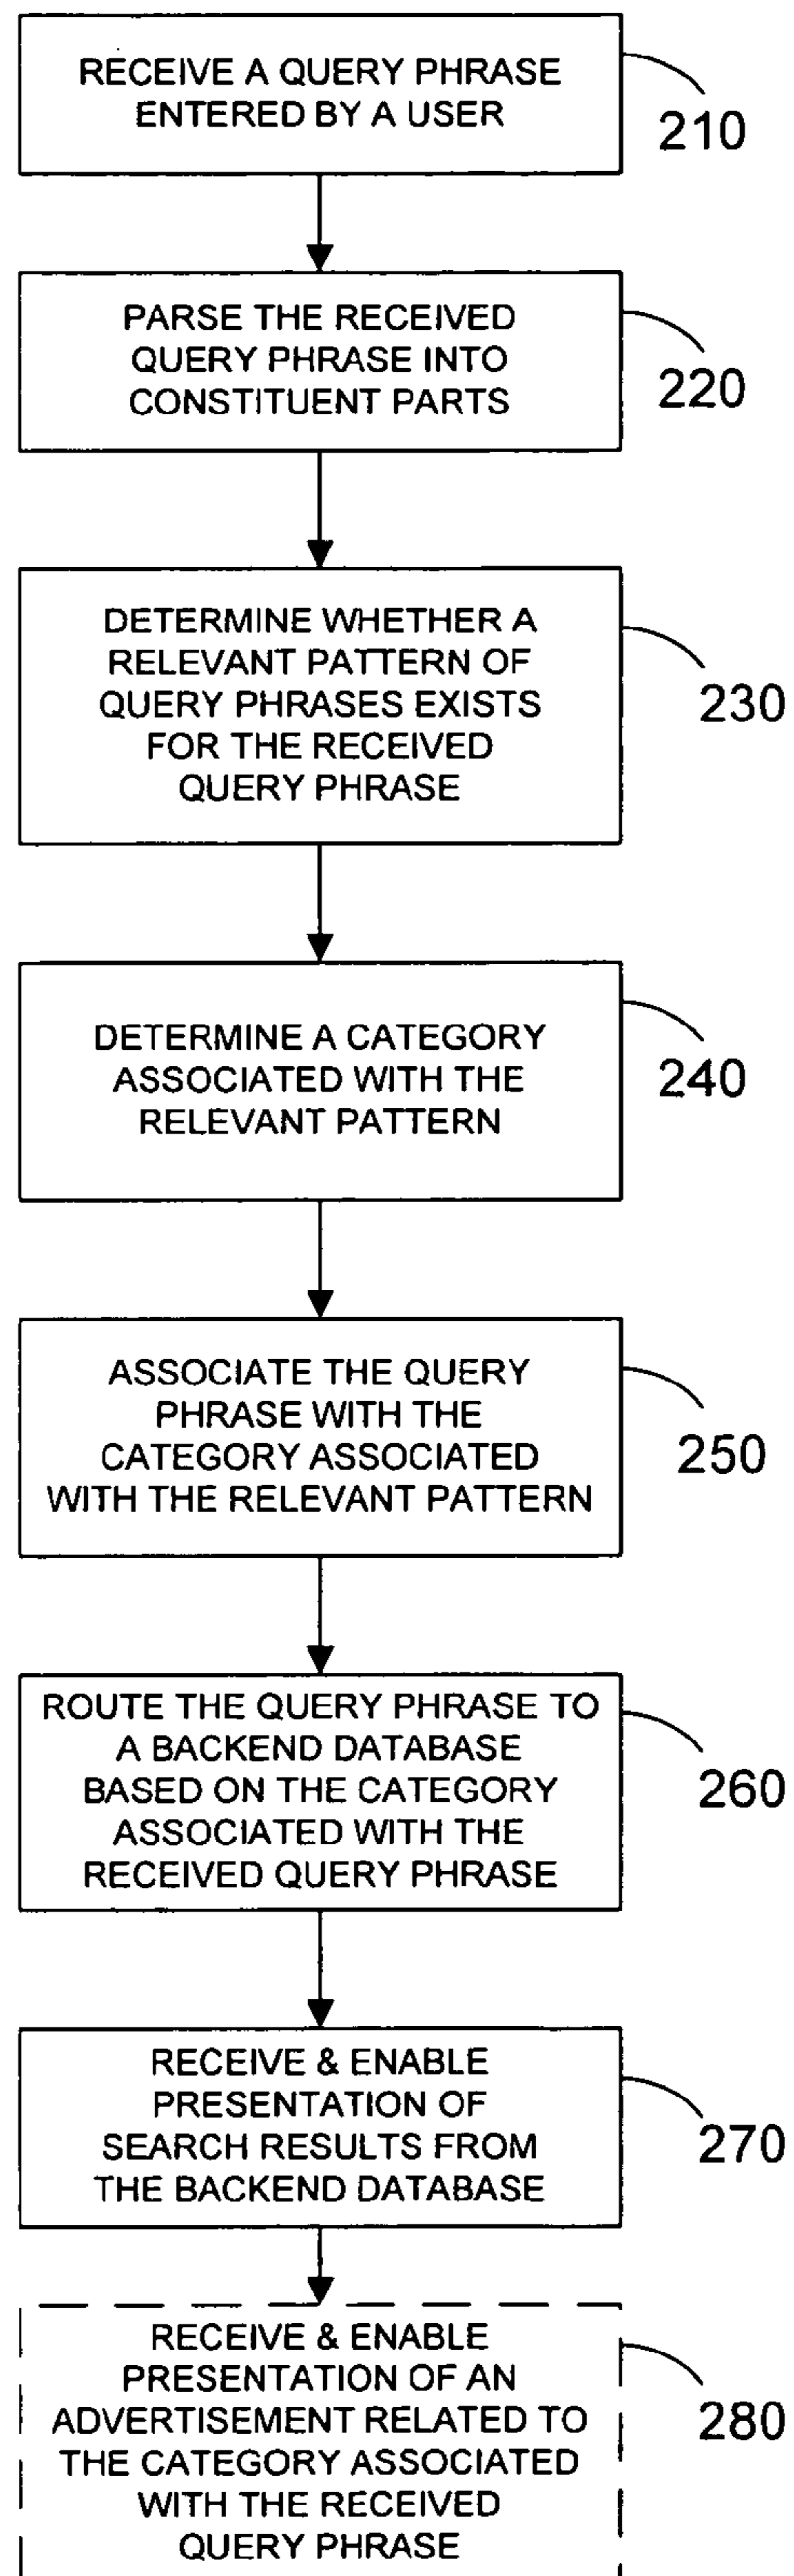 RECEIVE A QUERY PHRASE
ENTERED BY A USER
210
PARSE THE RECEIVED
QUERY PHRASE INTO
CONSTITUENT PARTS
220
DETERMINE WHETHER A
RELEVANT PATTERN OF
QUERY PHRASES EXISTS
FOR THE RECEIVED
QUERY PHRASE
230
DETERMINE A CATEGORY
ASSOCIATED WITH THE
RELEVANT PATTERN
240
ASSOCIATE THE QUERY
PHRASE WITH THE
CATEGORY ASSOCIATED
WITH THE RELEVANT PATTERN
250
ROUTE THE QUERY PHRASE TO
A BACKEND DATABASE
BASED ON THE CATEGORY
ASSOCIATED WITH THE
RECEIVED QUERY PHRASE
260
RECEIVE & ENABLE
PRESENTATION OF
SEARCH RESULTS FROM
THE BACKEND DATABASE
270
RECEIVE & ENABLE
PRESENTATION OF AN
ADVERTISEMENT RELATED TO
THE CATEGORY ASSOCIATED
WITH THE RECEIVED
QUERY PHRASE
280